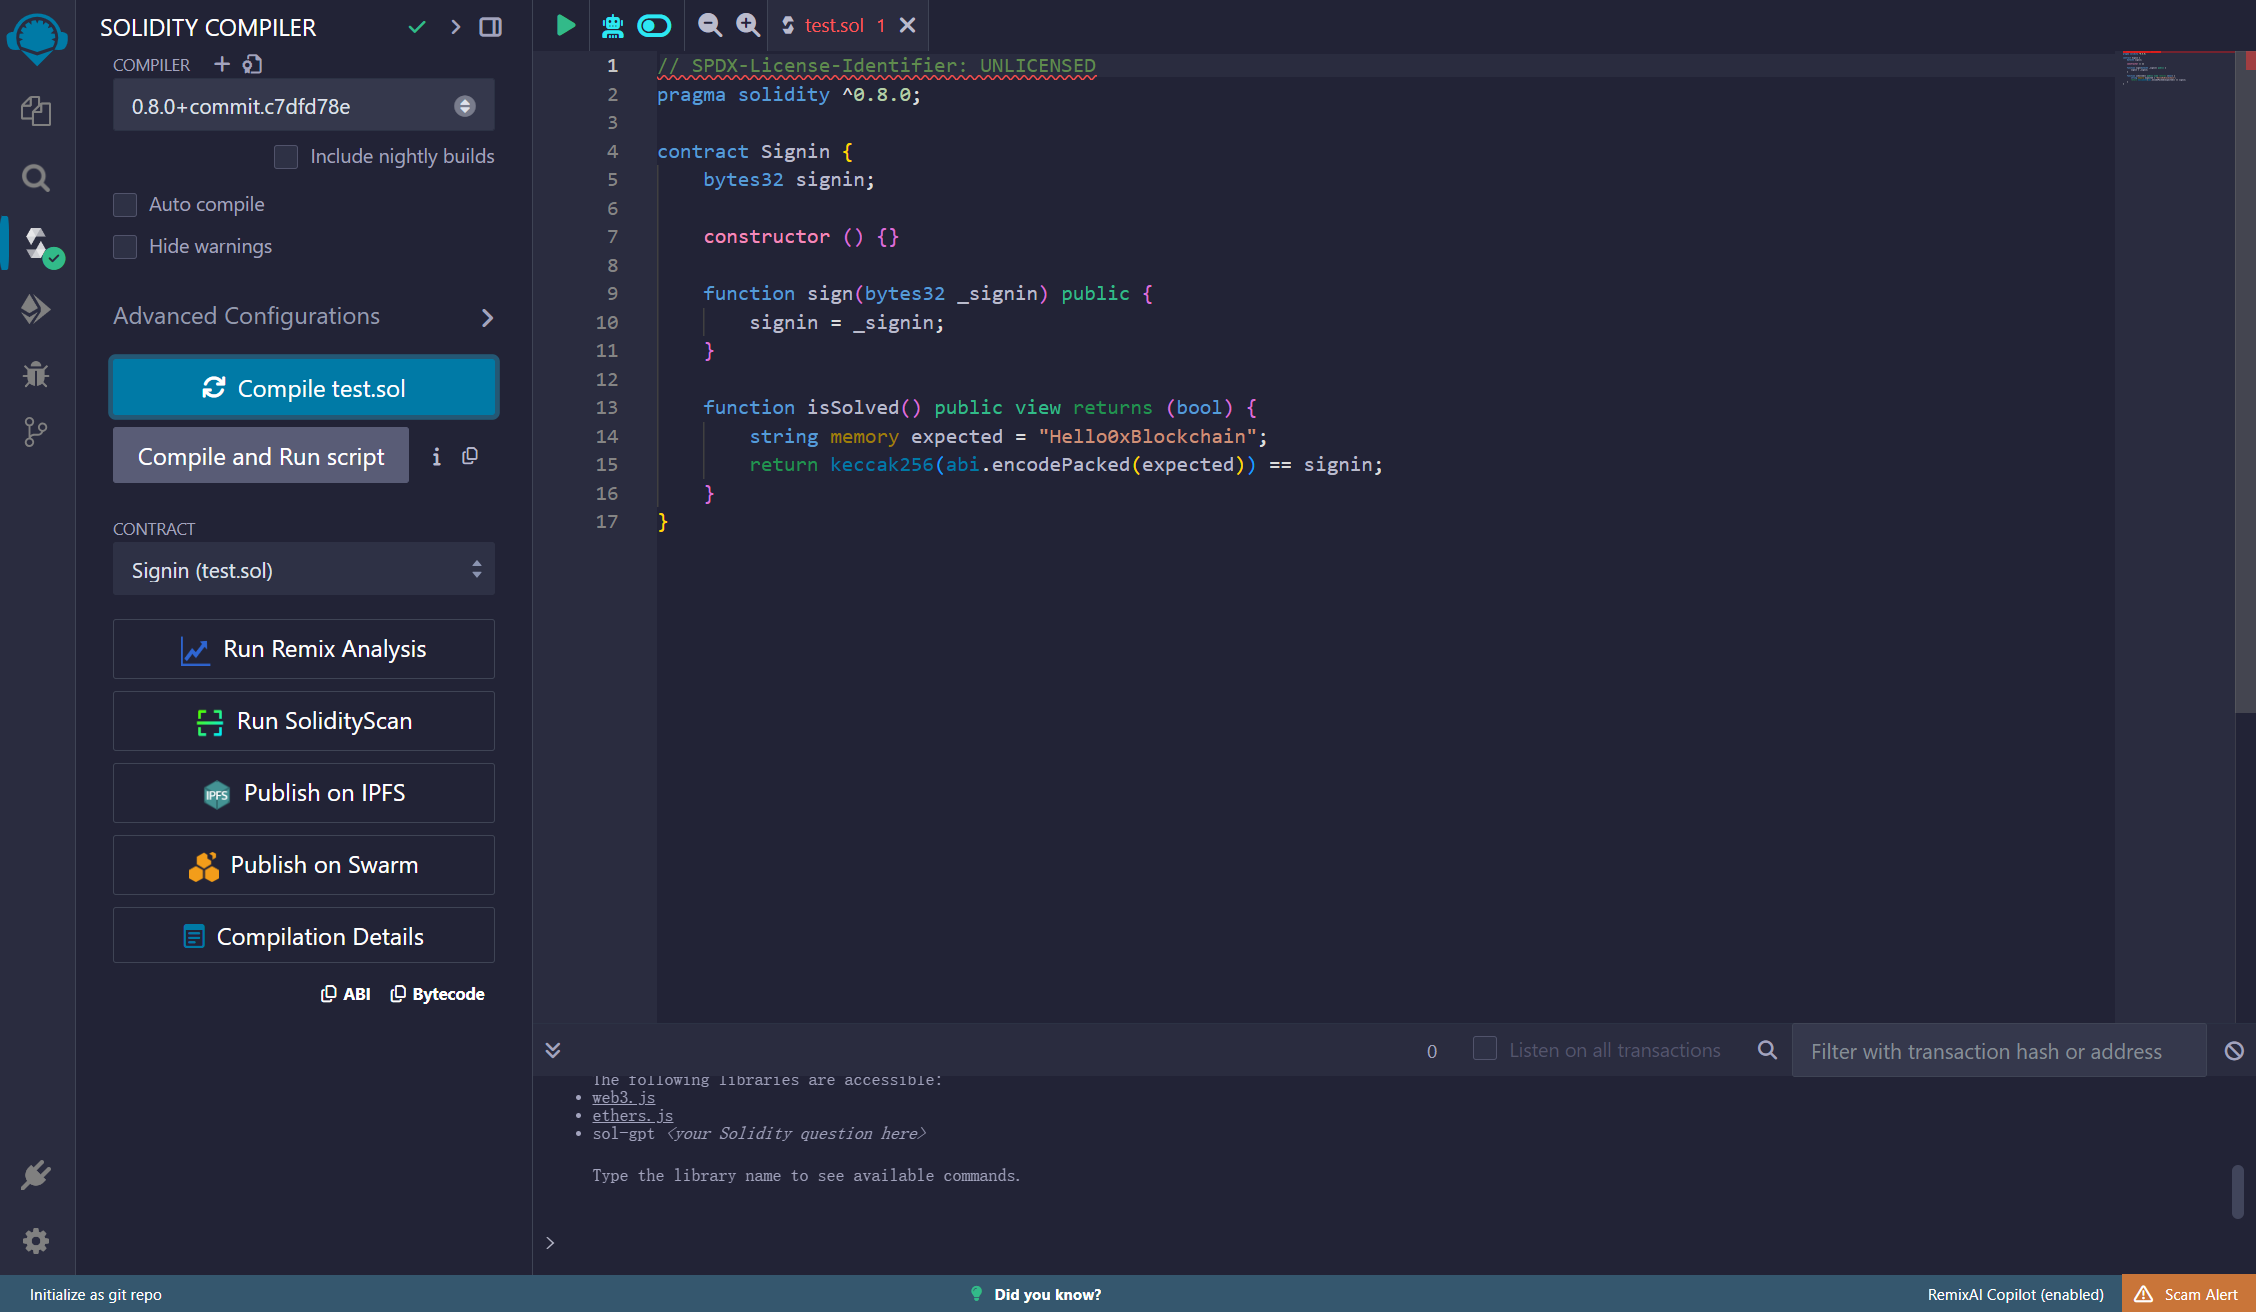 SOLIDITY COMPILER
COMPILER
0.8.0+commit.c7dfd78e
Include nightly builds
Auto compile
Hide warnings
Advanced Configurations
Compile test.sol
Compile and Run script
CONTRACT
Signin (test.sol)
Run Remix Analysis
Run SolidityScan
IPFS Publish on IPFS
Publish on Swarm
Compilation Details
ABI Bytecode
test.sol 1
1 // SPDX-License-Identifier: UNLICENSED
2 pragma solidity ^0.8.0;
3
4 contract Signin {
5     bytes32 signin;
6
7     constructor () {}
8
9     function sign(bytes32 _signin) public {
10         signin = _signin;
11     }
12
13     function isSolved() public view returns (bool) {
14         string memory expected = "Hello0xBlockchain";
15         return keccak256(abi.encodePacked(expected)) == signin;
16     }
17 }
0 Listen on all transactions Filter with transaction hash or address
The following libraries are accessible:
• web3.js
• ethers.js
• sol-gpt <your Solidity question here>
Type the library name to see available commands.
>
Initialize as git repo Did you know? RemixAI Copilot (enabled) Scam Alert